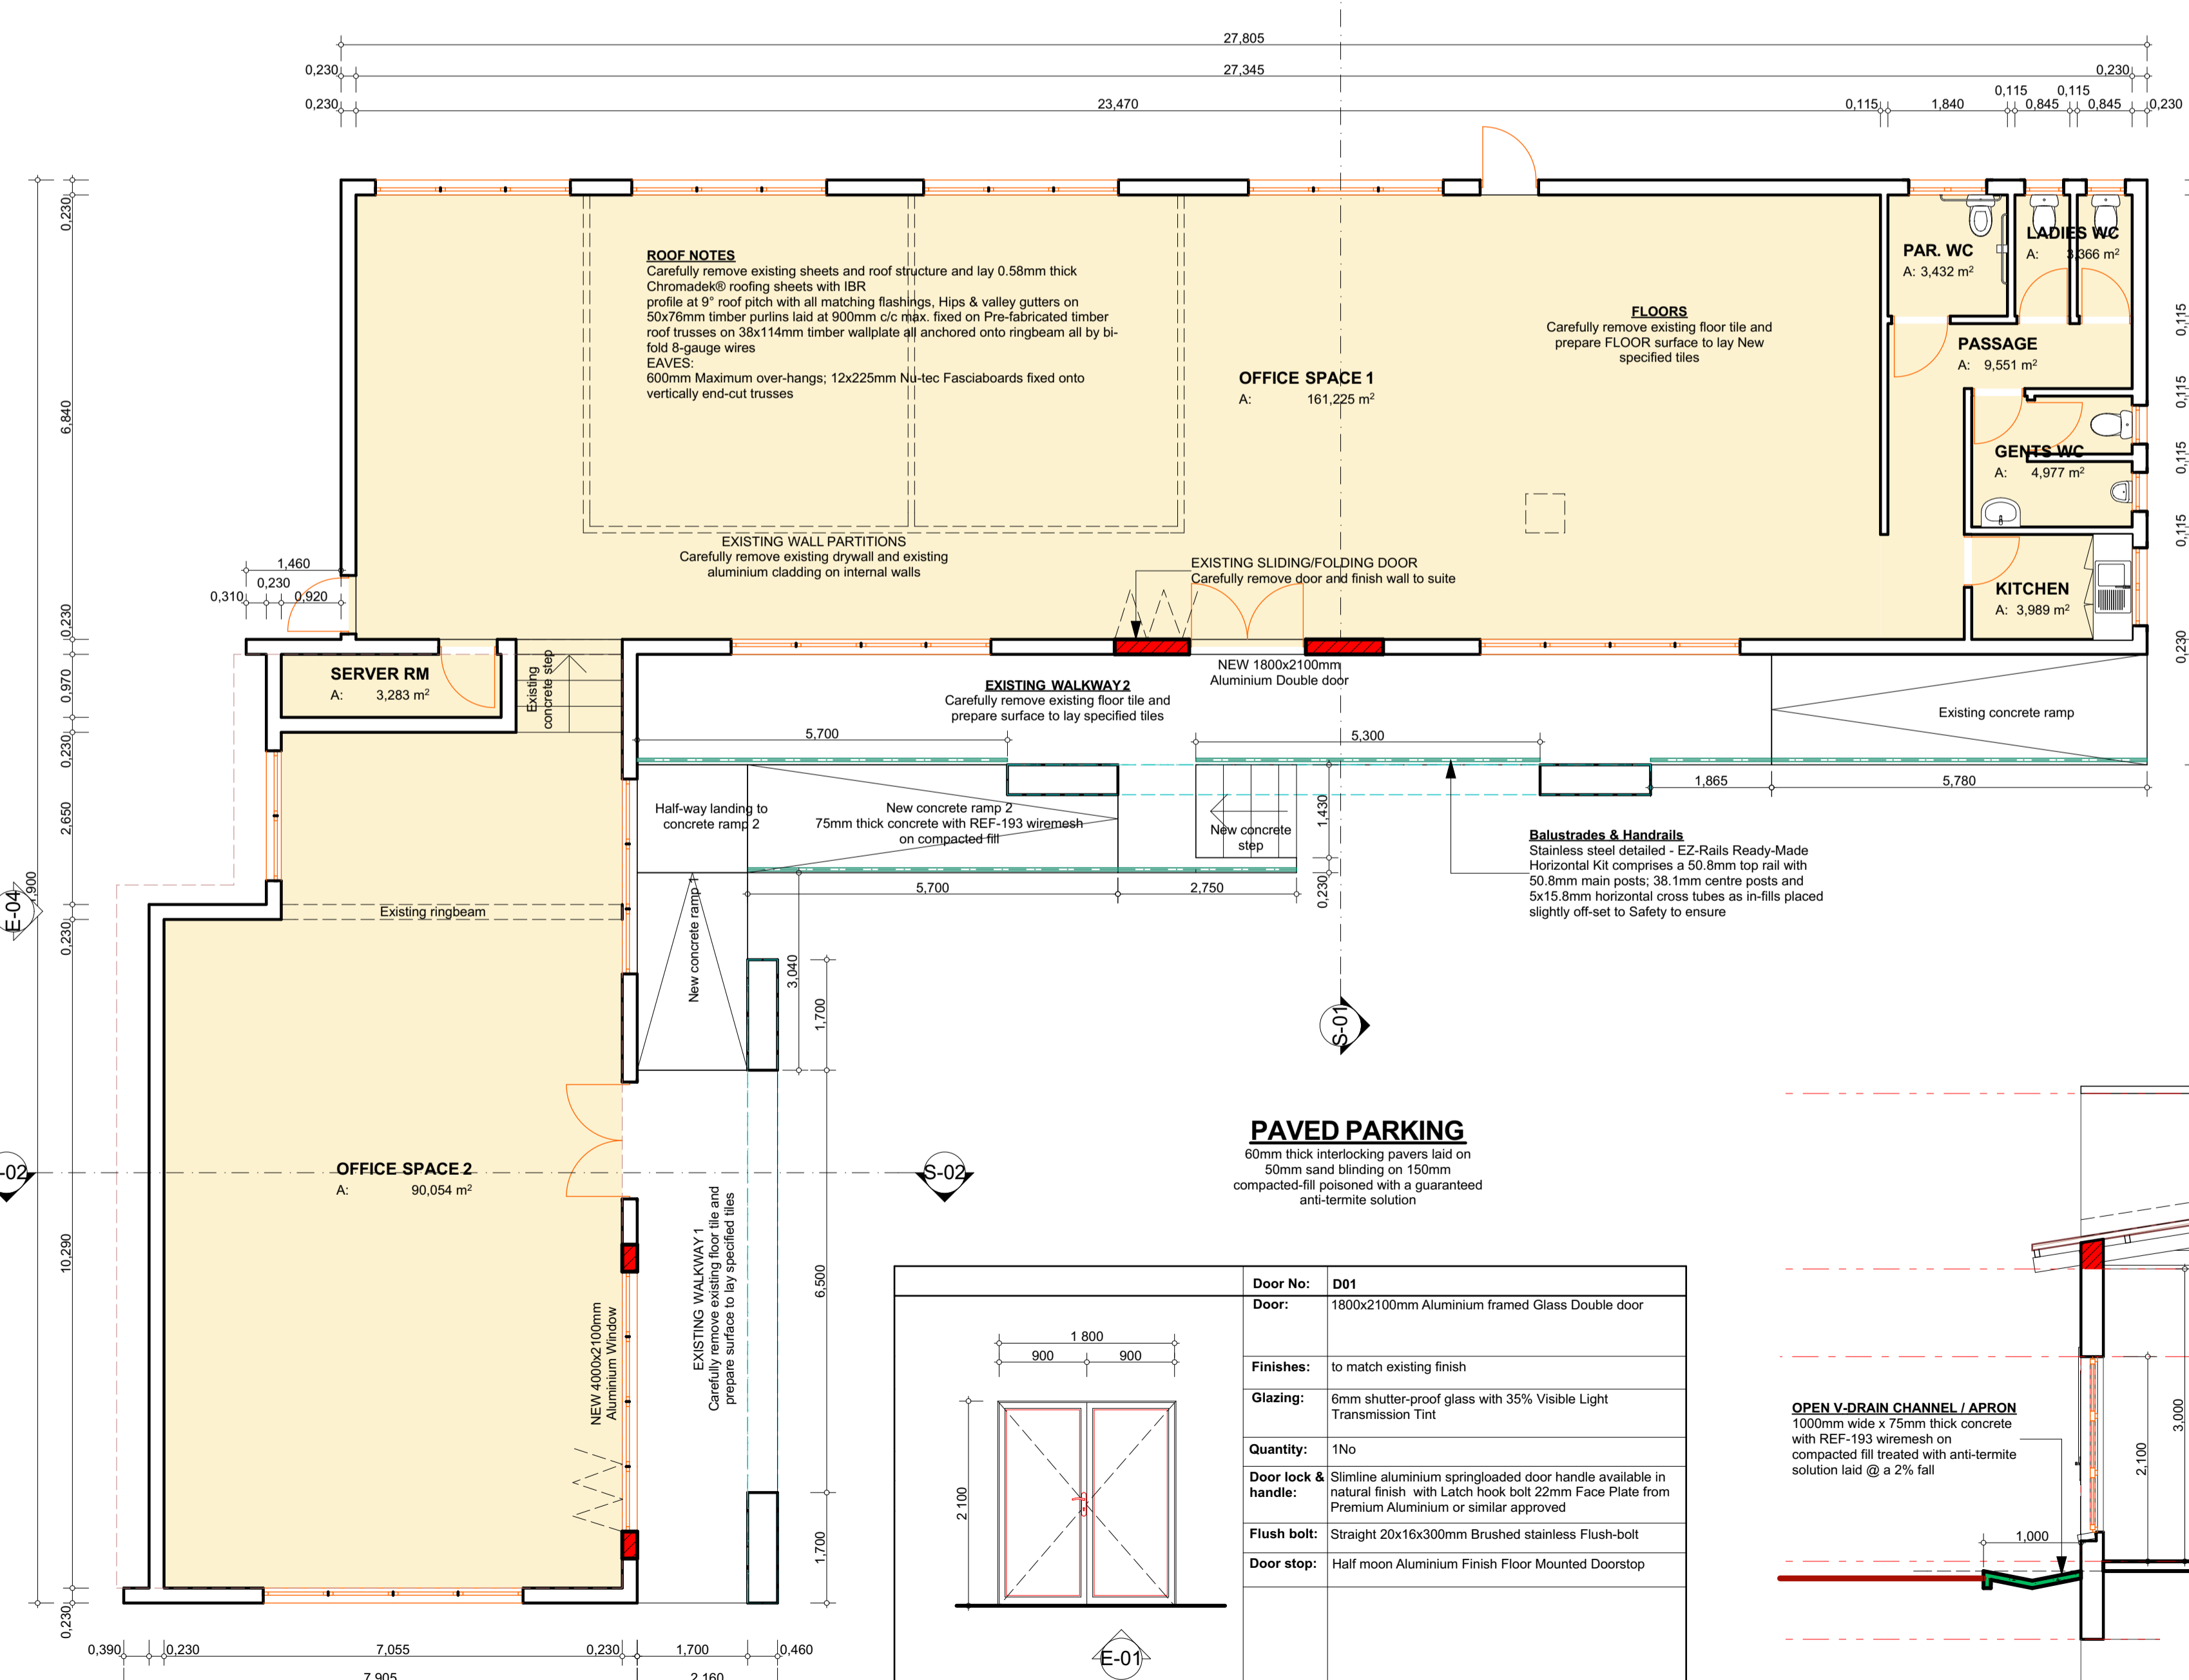 27,805
0,230
27,345
0,230
0,230
23,470
0,115
1,840
0,115
0,845
0,115
0,845
0,230
ROOF NOTES
Carefully remove existing sheets and roof structure and lay 0.58mm thick
Chromadek® roofing sheets with IBR
profile at 9° roof pitch with all matching flashings, Hips & valley gutters on
50x76mm timber purlins laid at 900mm c/c max. fixed on Pre-fabricated timber
roof trusses on 38x114mm timber wallplate all anchored onto ringbeam all by bi-
fold 8-gauge wires
EAVES:
600mm Maximum over-hangs; 12x225mm Nu-tec Fasciaboards fixed onto
vertically end-cut trusses
FLOORS
Carefully remove existing floor tile and
prepare FLOOR surface to lay New
specified tiles
OFFICE SPACE 1
A: 161,225 m²
PAR. WC
A: 3,432 m²
LADIES WC
A: 3,366 m²
PASSAGE
A: 9,551 m²
GENTS WC
A: 4,977 m²
KITCHEN
A: 3,989 m²
0,115
0,115
0,115
0,115
0,230
EXISTING WALL PARTITIONS
Carefully remove existing drywall and existing
aluminium cladding on internal walls
EXISTING SLIDING/FOLDING DOOR
Carefully remove door and finish wall to suite
1,460
0,230
0,310
0,920
0,230
6,840
0,230
0,970
0,230
2,650
0,230
10,290
0,230
SERVER RM
A: 3,283 m²
Existing
concrete step
EXISTING WALKWAY 2
Carefully remove existing floor tile and
prepare surface to lay specified tiles
NEW 1800x2100mm
Aluminium Double door
Existing concrete ramp
5,700
5,300
1,865
5,780
Half-way landing to
concrete ramp 2
New concrete ramp 2
75mm thick concrete with REF-193 wiremesh
on compacted fill
New concrete
step
1,430
0,230
5,700
2,750
Balustrades & Handrails
Stainless steel detailed - EZ-Rails Ready-Made
Horizontal Kit comprises a 50.8mm top rail with
50.8mm main posts; 38.1mm centre posts and
5x15.8mm horizontal cross tubes as in-fills placed
slightly off-set to Safety to ensure
Existing ringbeam
New concrete ramp 1
3,040
1,700
E-04
,900
S-01
-02
S-02
OFFICE SPACE 2
A: 90,054 m²
PAVED PARKING
60mm thick interlocking pavers laid on
50mm sand blinding on 150mm
compacted-fill poisoned with a guaranteed
anti-termite solution
EXISTING WALKWAY 1
Carefully remove existing floor tile and
prepare surface to lay specified tiles
NEW 4000x2100mm
Aluminium Window
6,500
1,700
0,390
0,230
7,055
0,230
1,700
0,460
7,905
2,160
Door No: D01
Door: 1800x2100mm Aluminium framed Glass Double door
Finishes: to match existing finish
Glazing: 6mm shutter-proof glass with 35% Visible Light
Transmission Tint
Quantity: 1No
Door lock & handle: Slimline aluminium springloaded door handle available in
natural finish with Latch hook bolt 22mm Face Plate from
Premium Aluminium or similar approved
Flush bolt: Straight 20x16x300mm Brushed stainless Flush-bolt
Door stop: Half moon Aluminium Finish Floor Mounted Doorstop
1 800
900
900
2 100
E-01
OPEN V-DRAIN CHANNEL / APRON
1000mm wide x 75mm thick concrete
with REF-193 wiremesh on
compacted fill treated with anti-termite
solution laid @ a 2% fall
1,000
2,100
3,000